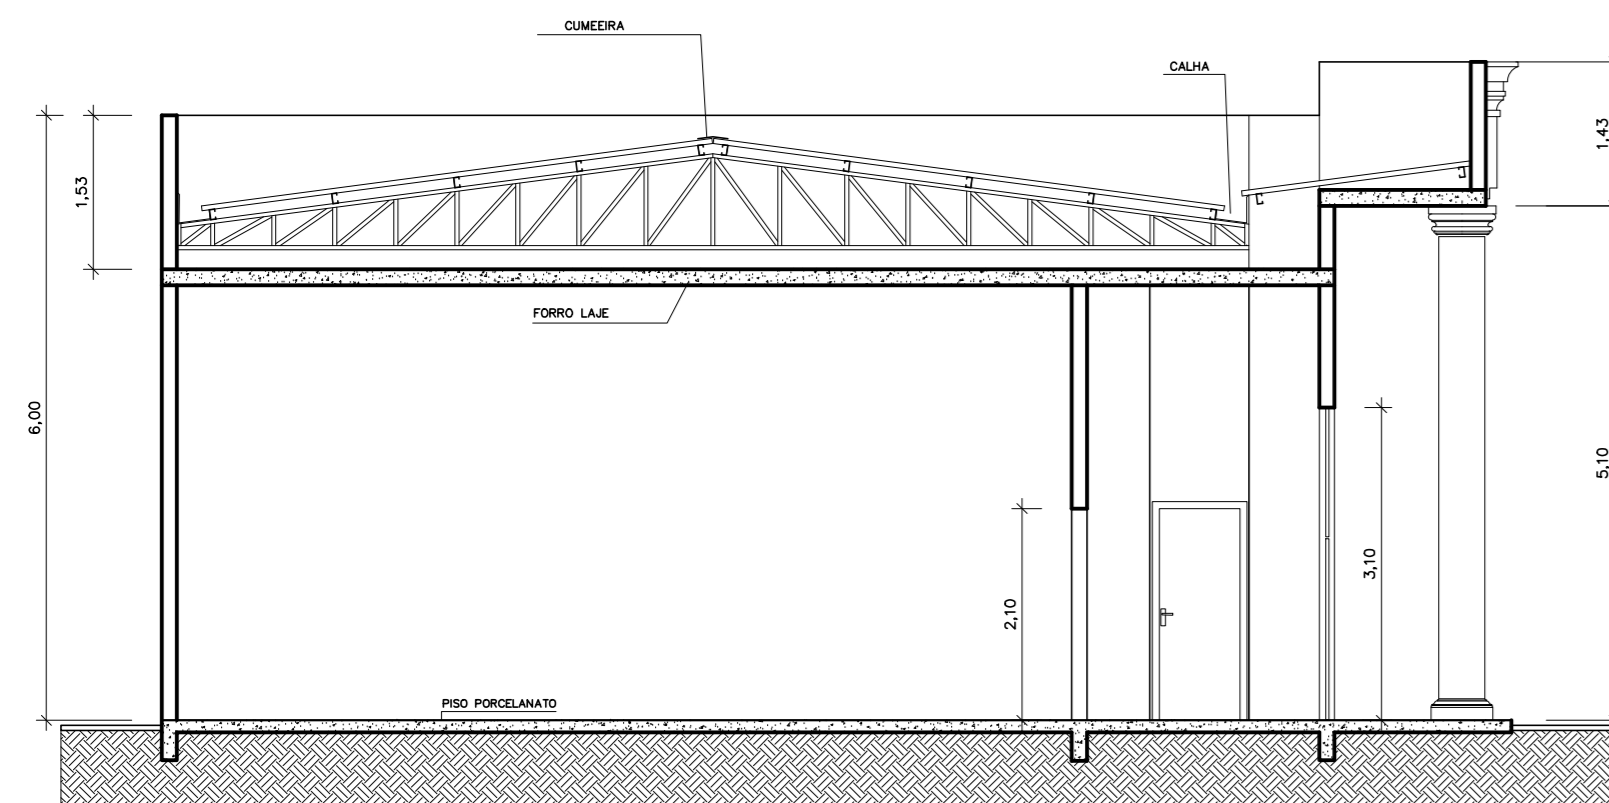 CUMEEIRA
CALHA
1,43
1,53
FORRO LAJE
6,00
5,10
3,10
2,10
PISO PORCELANATO